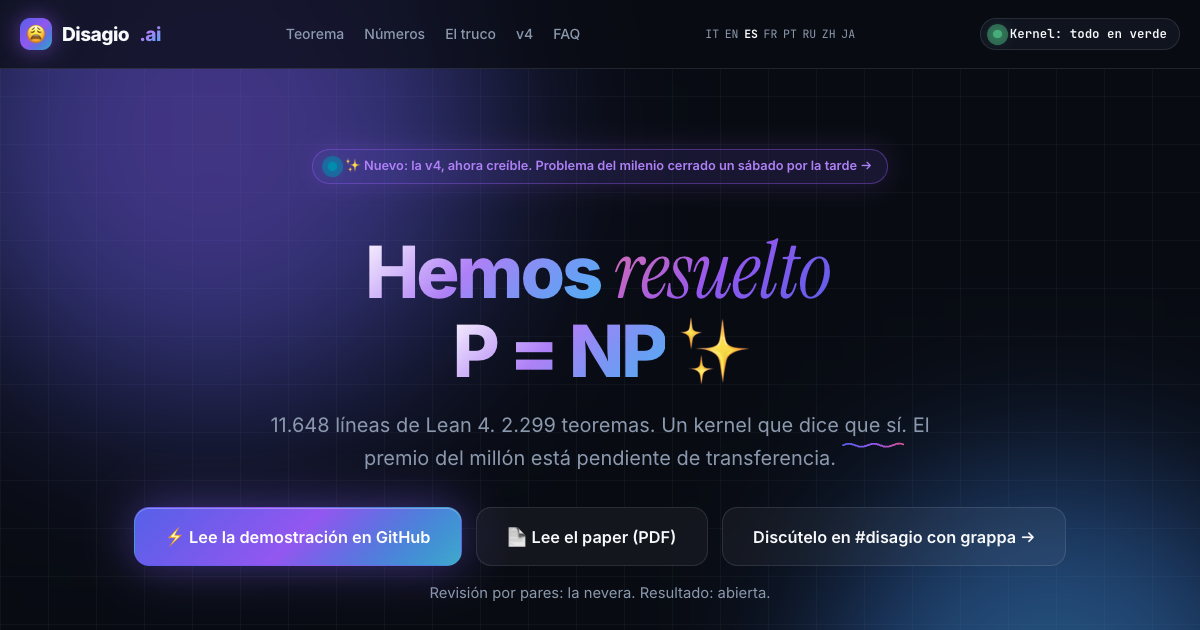 Disagio .ai
Teorema Números El truco v4 FAQ
IT EN ES FR PT RU ZH JA
Kernel: todo en verde
✨ Nuevo: la v4, ahora creíble. Problema del milenio cerrado un sábado por la tarde →
Hemos resuelto
P = NP ✨
11.648 líneas de Lean 4. 2.299 teoremas. Un kernel que dice que sí. El
premio del millón está pendiente de transferencia.
⚡ Lee la demostración en GitHub
📄 Lee el paper (PDF)
Discútelo en #disagio con grappa →
Revisión por pares: la nevera. Resultado: abierta.